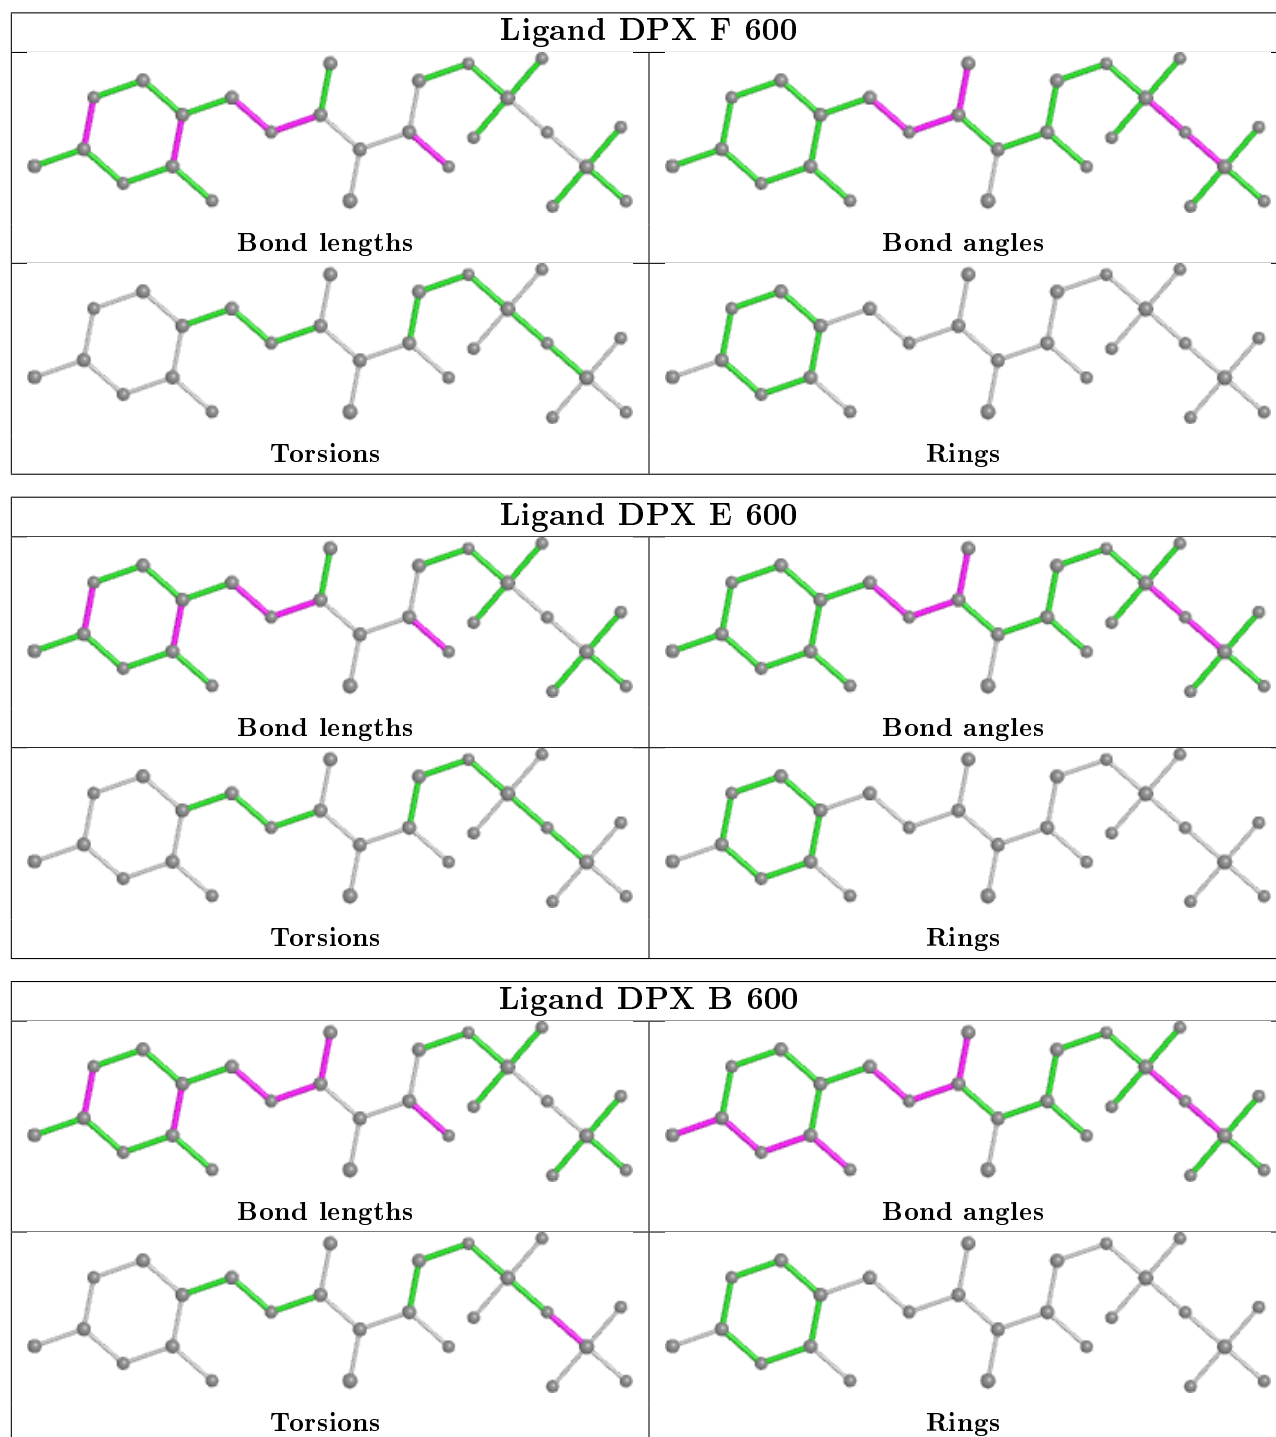 Ligand DPX F 600
Bond lengths
Bond angles
Torsions
Rings
Ligand DPX E 600
Bond lengths
Bond angles
Torsions
Rings
Ligand DPX B 600
Bond lengths
Bond angles
Torsions
Rings